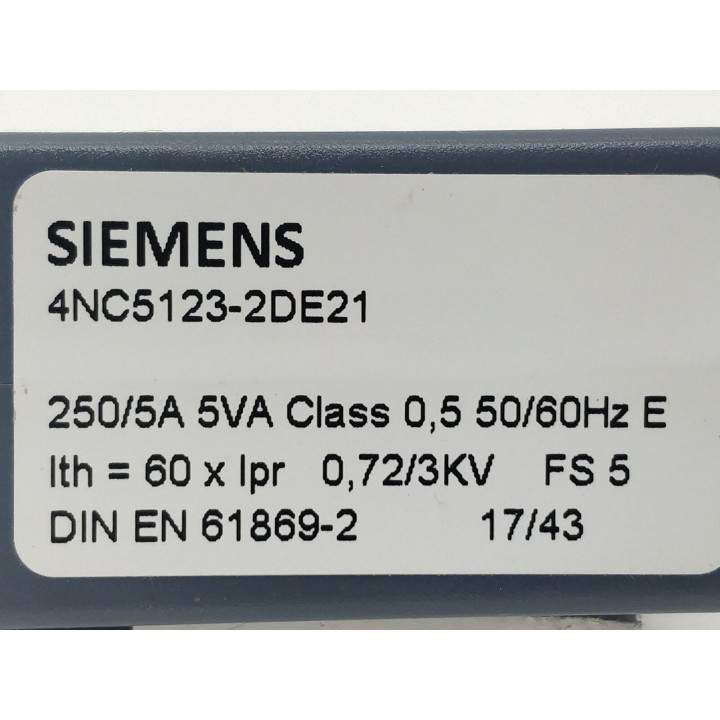 SIEMENS
4NC5123-2DE21
250/5A 5VA Class 0,5 50/60Hz E
Ith = 60 x Ipr 0,72/3KV FS 5
DIN EN 61869-2 17/43